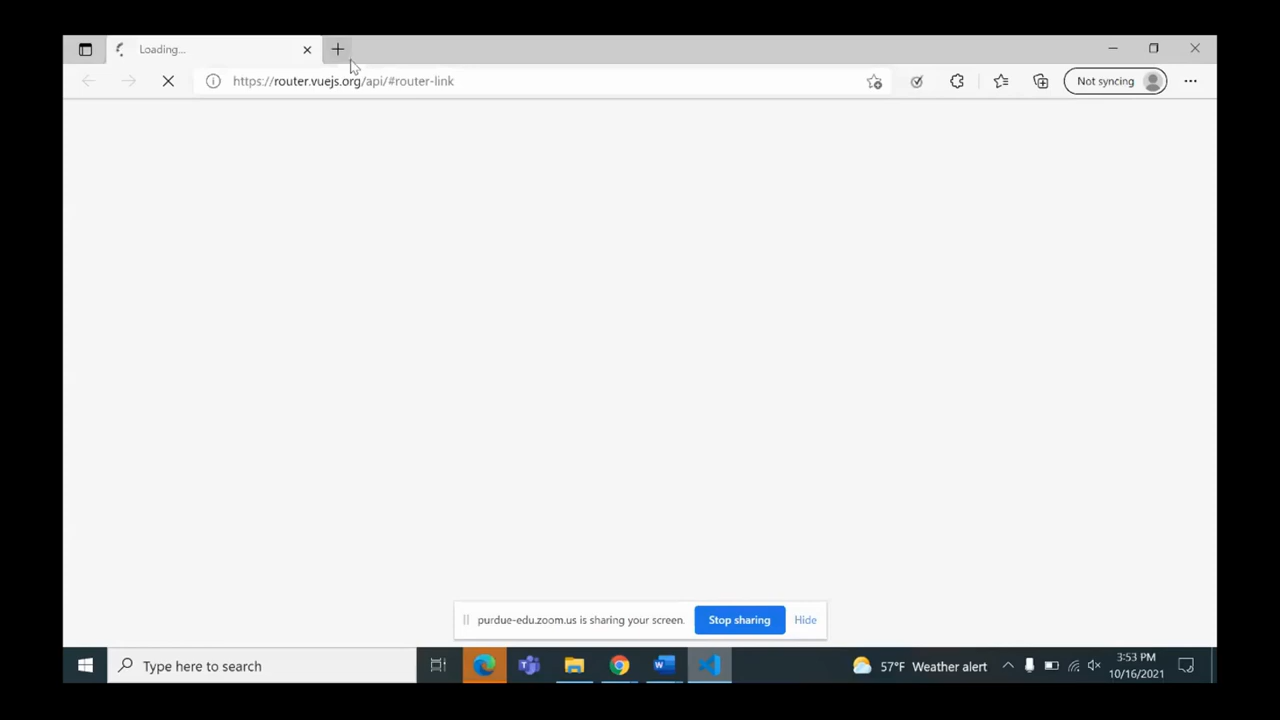 Loading...
https://router.vuejs.org/api/#router-link
Not syncing
purdue-edu.zoom.us is sharing your screen.
Stop sharing
Hide
Type here to search
57°F Weather alert
3:53 PM
10/16/2021